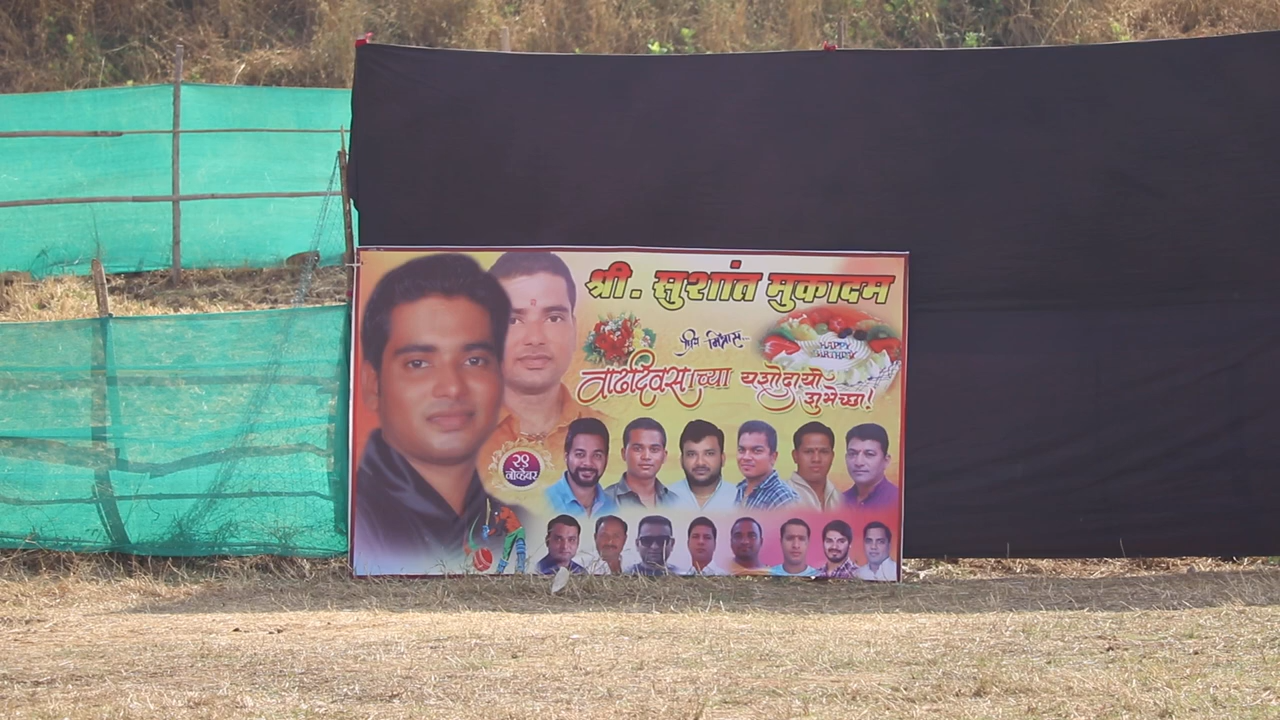 श्री. सुशांत मुकादम
प्रिय मित्रास..
HAPPY
BIRTHDAY
वाढदिवसाच्या यशोदायी
शुभेच्छा!
२९
नोव्हेंबर